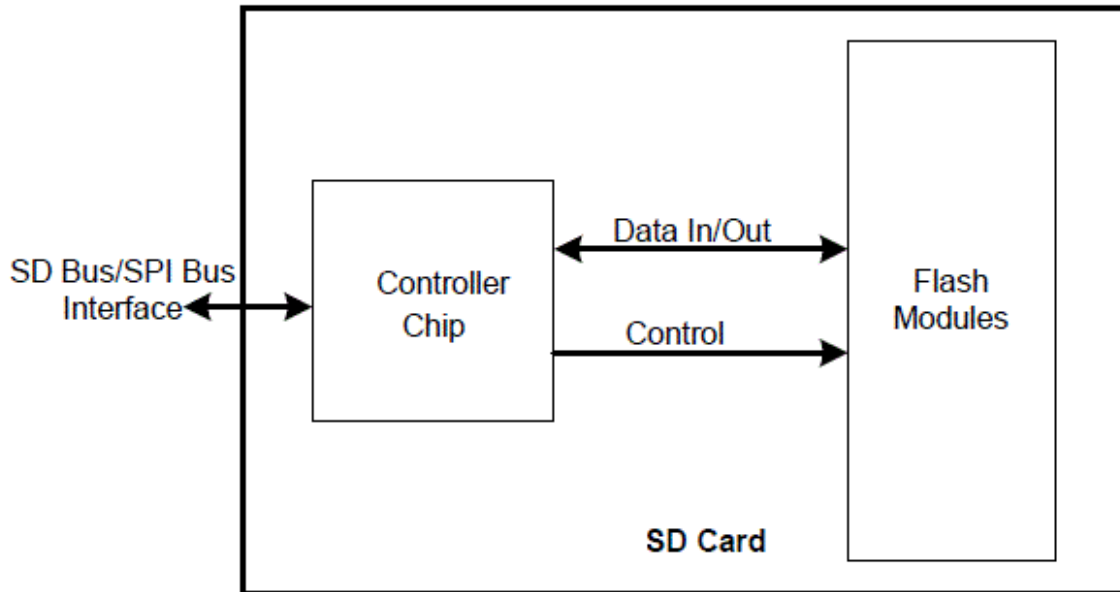 SD Bus/SPI Bus
Interface
Controller
Chip
Data In/Out
Control
Flash
Modules
SD Card